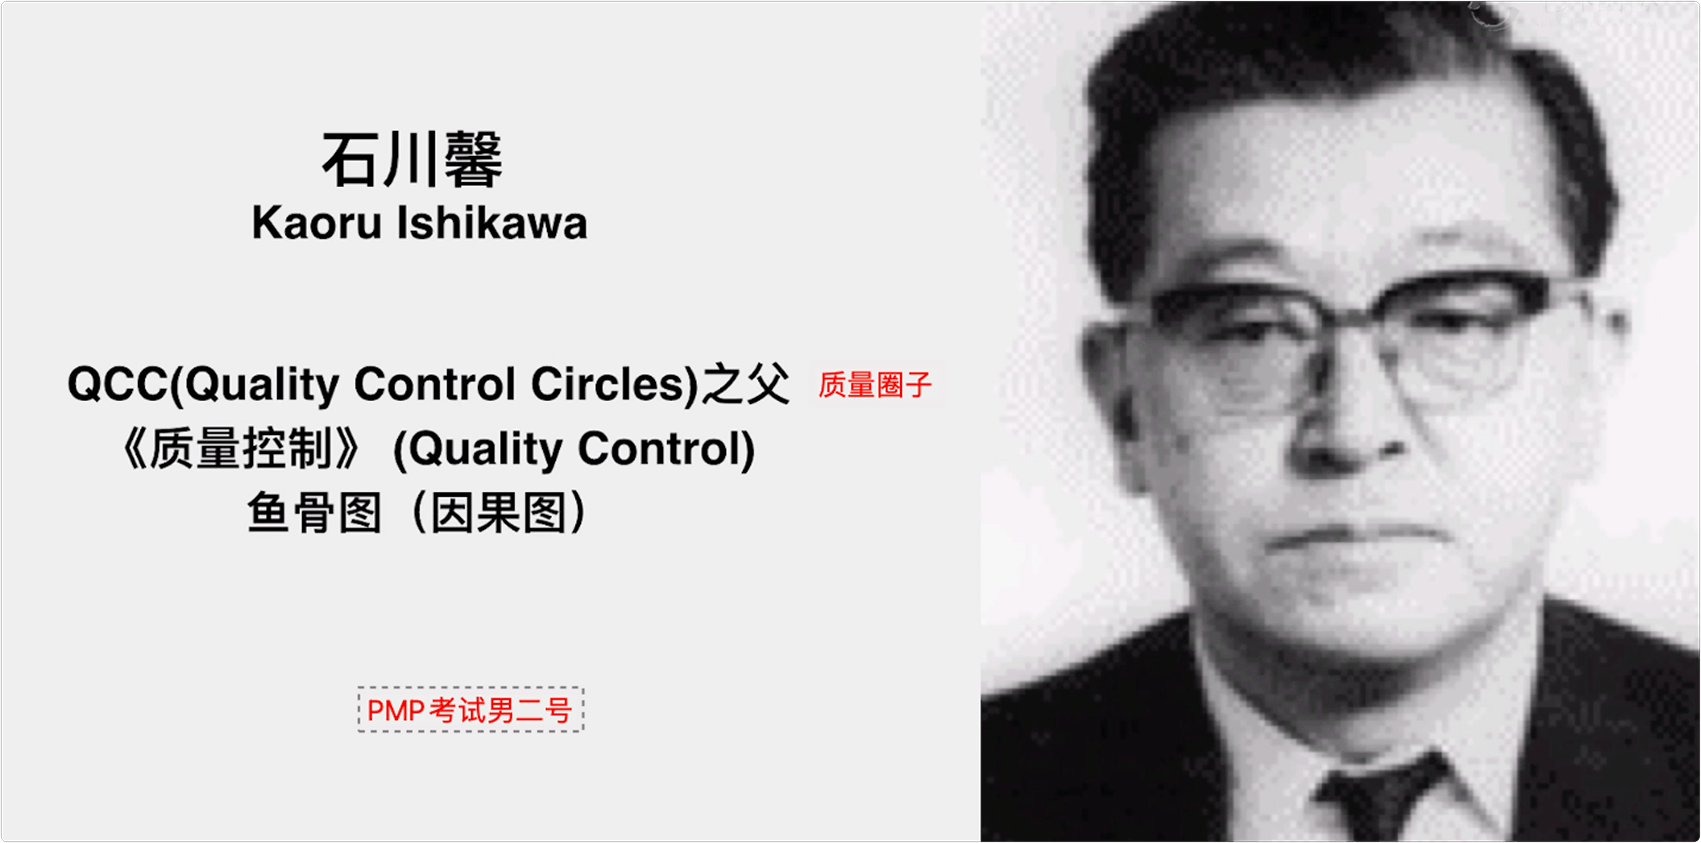 石川馨
Kaoru Ishikawa
QCC(Quality Control Circles)之父 质量圈子
《质量控制》 (Quality Control)
鱼骨图（因果图）
PMP考试男二号